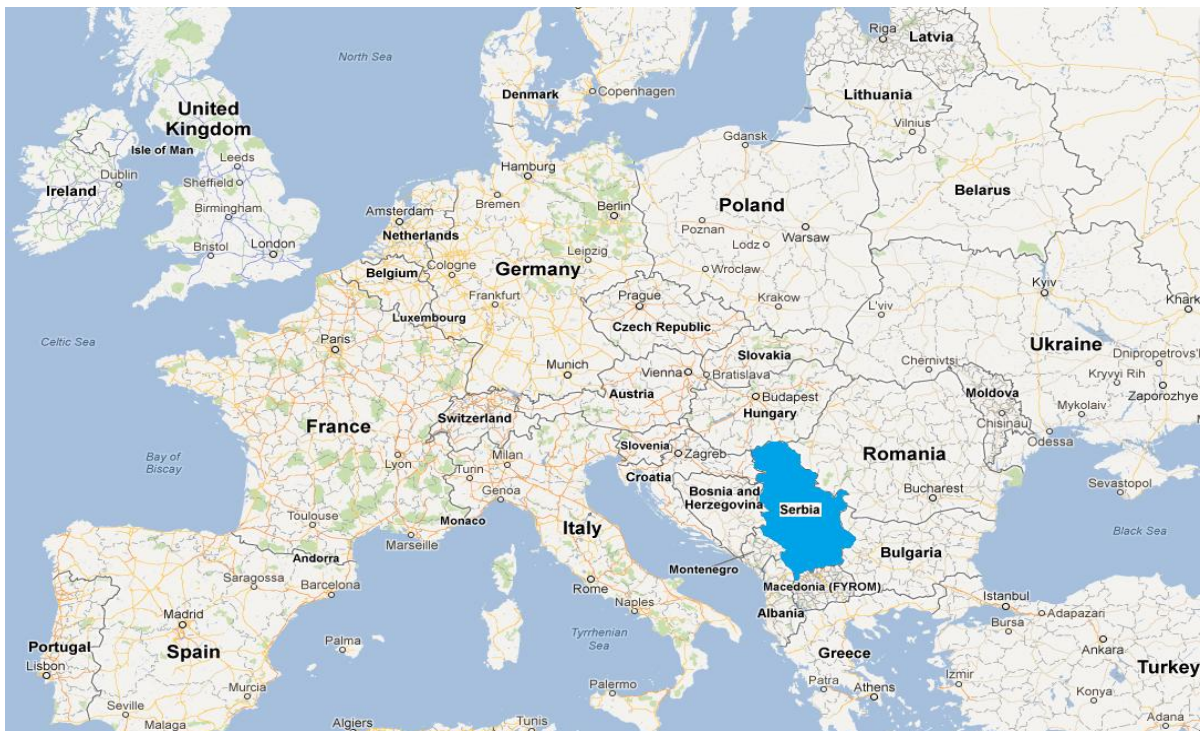 North Sea
Riga
Latvia
Denmark
Copenhagen
Lithuania
United
Kingdom
Vilnius
Isle of Man
Gdansk
Leeds
Hamburg
Dublin
Sheffield
Ireland
Belarus
Birmingham
Bremen
Berlin
Poland
Amsterdam
Poznan
Netherlands
Warsaw
Bristol
London
Lodz
Leipzig
Belgium
Cologne
Germany
Wroclaw
Kyiv
Frankfurt
Prague
Krakow
Khark
Luxembourg
L'viv
Czech Republic
Celtic Sea
Paris
Ukraine
Slovakia
Dnipropetrovs'l
Chernivtsi
Munich
Vienna
Bratislava
Kryvyi Rih
Austria
Budapest
Moldova
Zaporozhye
Switzerland
Hungary
Mykolaiv
Chisinau
France
Odessa
Slovenia
Zagreb
Romania
Bay of
Biscay
Lyon
Milan
Turin
Croatia
Sevastopol
Genoa
Bosnia and
Herzegovina
Bucharest
Serbia
Toulouse
Monaco
Italy
Black Sea
Marseille
Andorra
Bulgaria
Montenegro
Saragossa
Barcelona
Rome
Macedonia (FYROM)
Istanbul
Madrid
Naples
Albania
Adapazari
Bursa
Tyrrhenian
Sea
Palma
Ankara
Portugal
Spain
Greece
Lisbon
Turkey
Izmir
Patra
Athens
Murcia
Palermo
Konya
Seville
Malaga
Algiers
Tunis
Adana